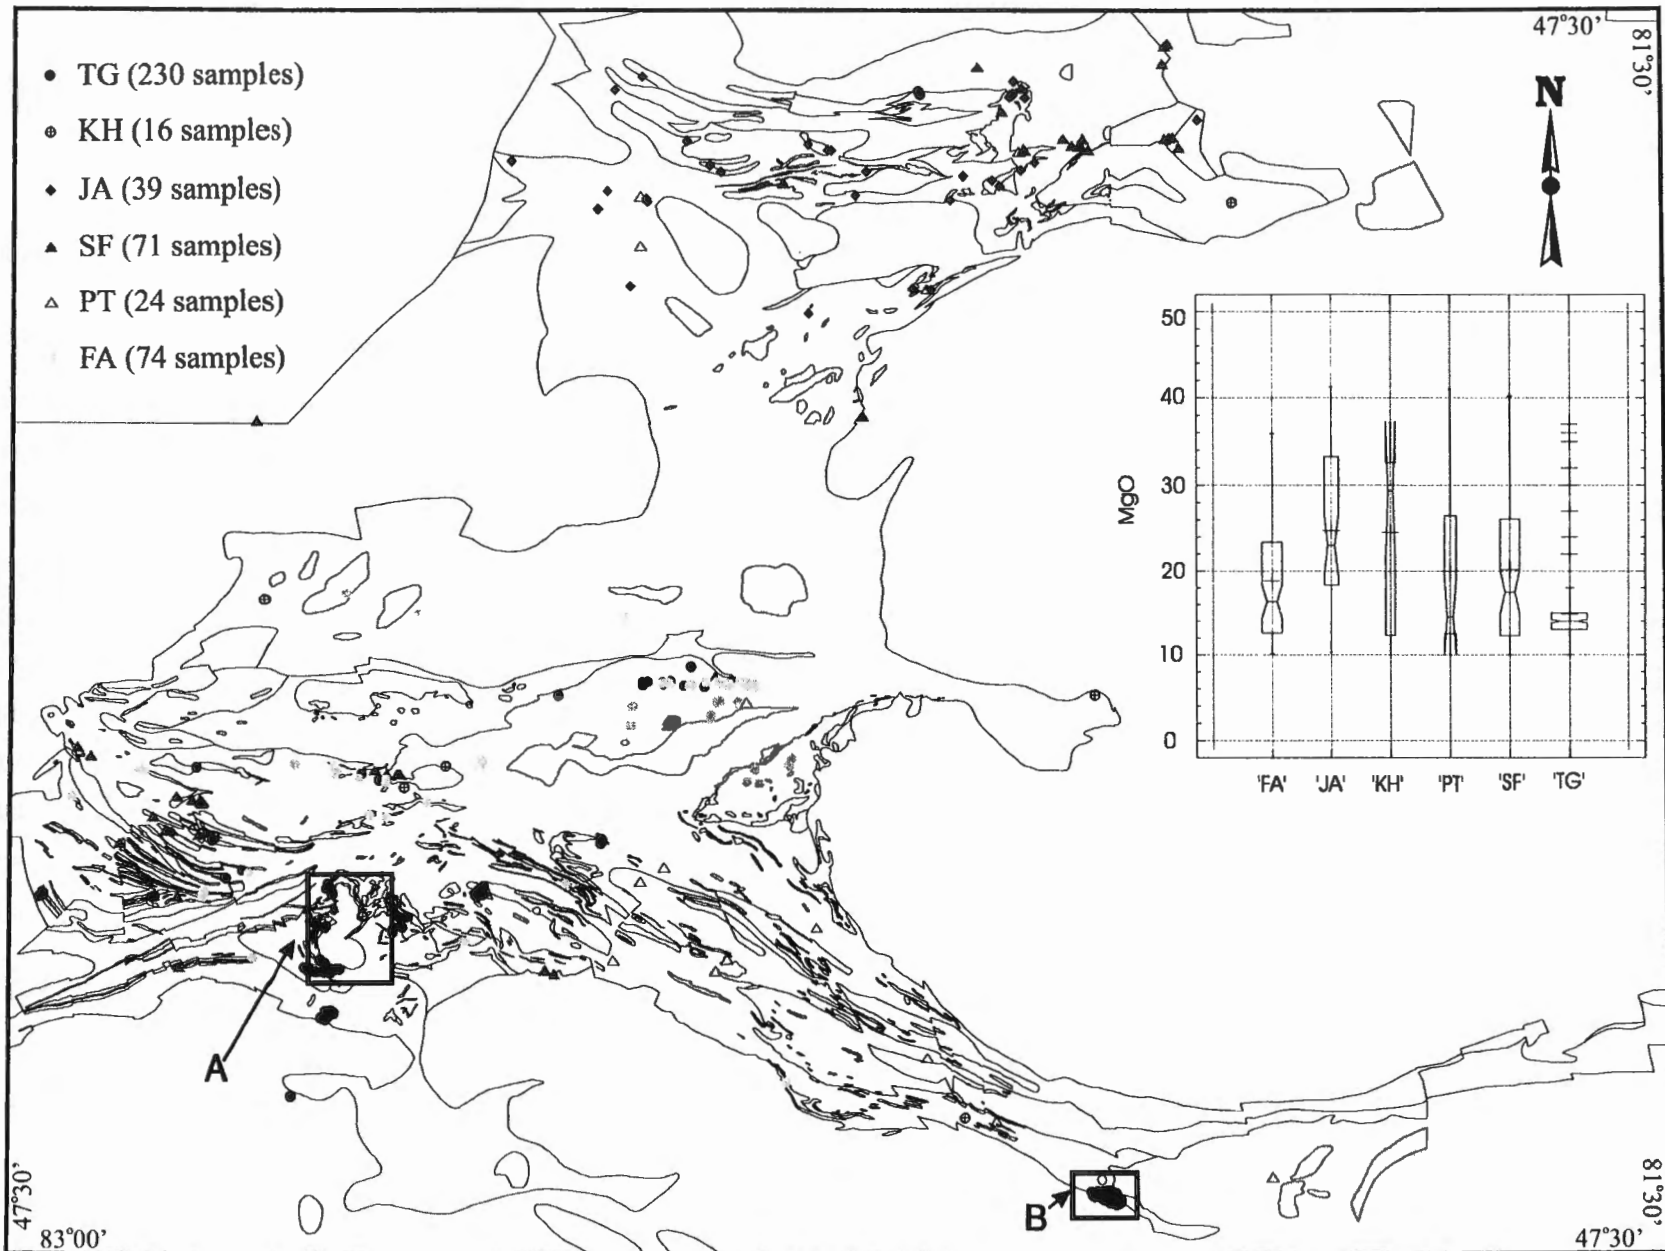 47°30'
81°30'
N
TG (230 samples)
KH (16 samples)
JA (39 samples)
SF (71 samples)
PT (24 samples)
FA (74 samples)
50
40
30
20
10
0
MgO
'FA' 'JA' 'KH' 'PT' 'SF' 'TG'
A
B
47°30'
83°00'
81°30'
47°30'